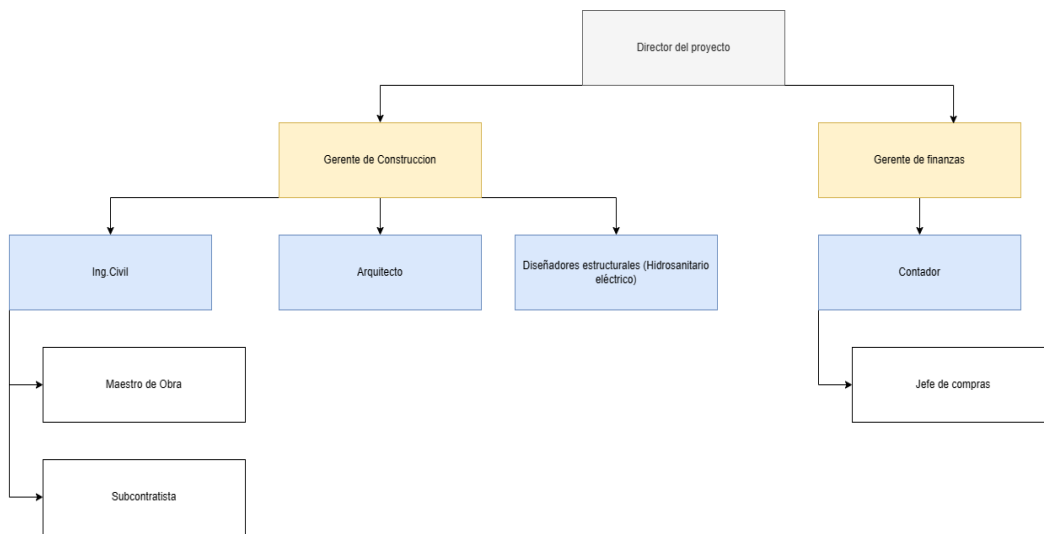 Director del proyecto
Gerente de Construccion
Gerente de finanzas
Ing.Civil
Arquitecto
Diseñadores estructurales (Hidrosanitario
eléctrico)
Contador
Maestro de Obra
Jefe de compras
Subcontratista